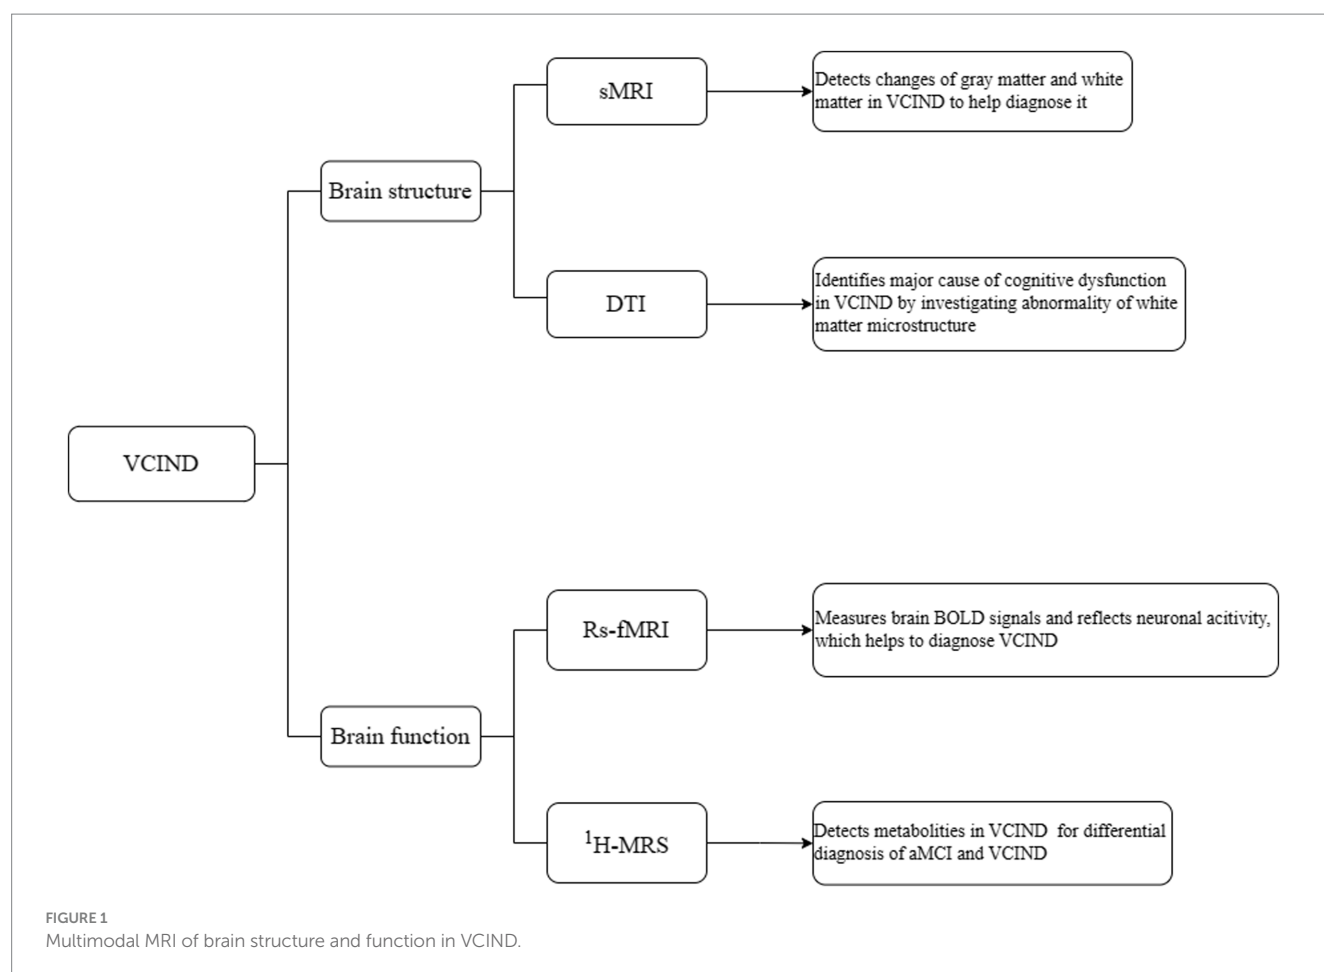 sMRI
Detects changes of gray matter and white
matter in VCIND to help diagnose it
Brain structure
DTI
Identifies major cause of cognitive dysfunction
in VCIND by investigating abnormality of white
matter microstructure
VCIND
Rs-fMRI
Measures brain BOLD signals and reflects neuronal acitivity,
which helps to diagnose VCIND
Brain function
¹H-MRS
Detects metabolities in VCIND for differential
diagnosis of aMCI and VCIND
FIGURE 1
Multimodal MRI of brain structure and function in VCIND.